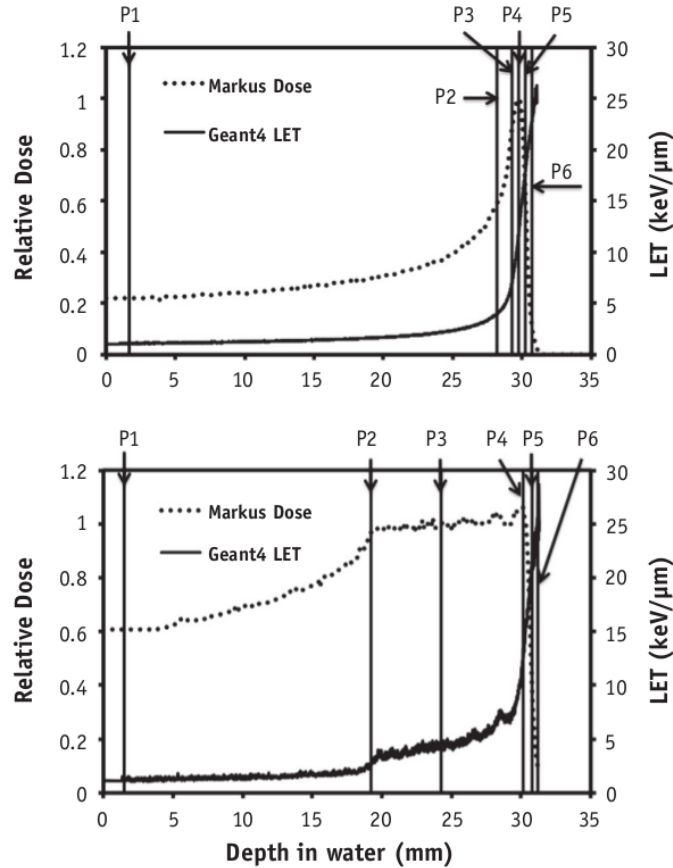 P1 P3 P4 P5
1.2 30
Markus Dose
1 P2 25
Geant4 LET
0.8 20
P6
0.6 15
0.4 10
0.2 5
0 0
0 5 10 15 20 25 30 35
Relative Dose
LET (keV/μm)
P1 P2 P3 P4 P5 P6
1.2 30
Markus Dose
1 25
Geant4 LET
0.8 20
0.6 15
0.4 10
0.2 5
0 0
0 5 10 15 20 25 30 35
Relative Dose
LET (keV/μm)
Depth in water (mm)